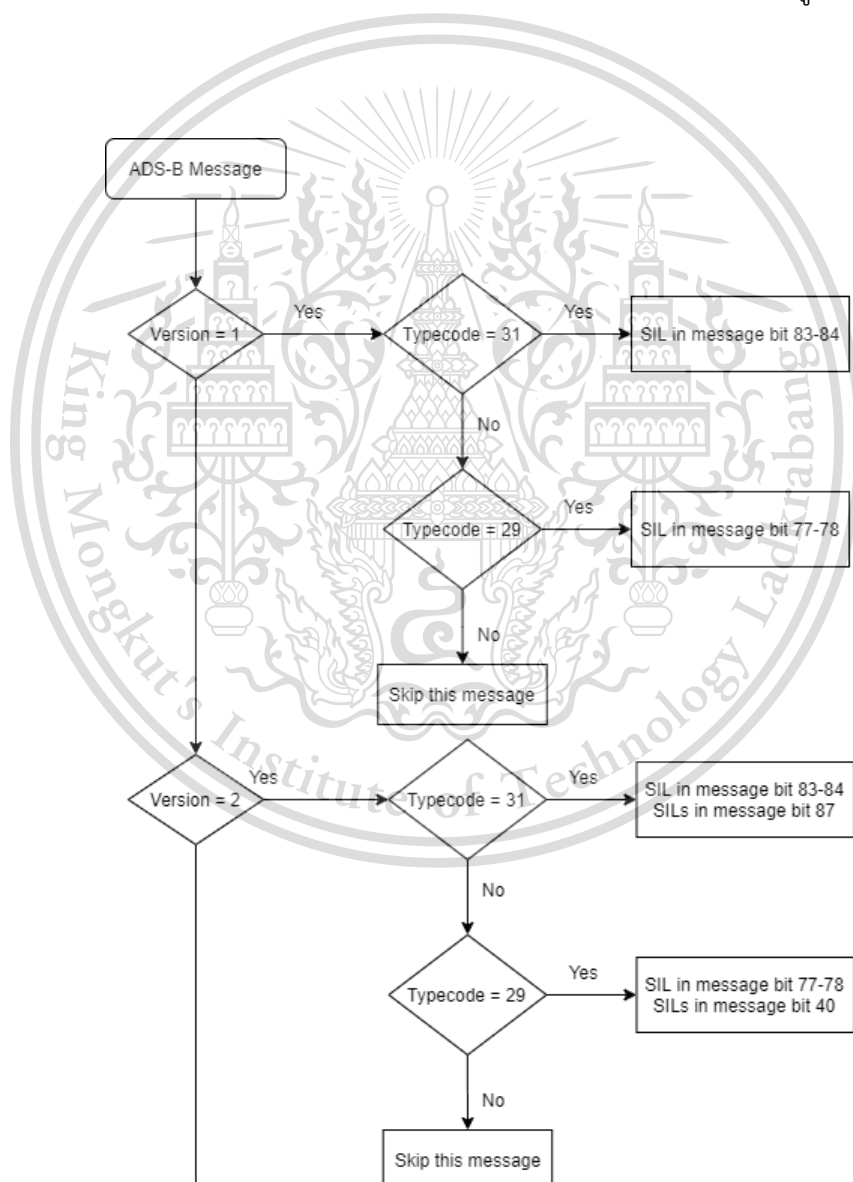 ADS-B Message
Version = 1
Yes
Typecode = 31
Yes
SIL in message bit 83-84
No
Typecode = 29
Yes
SIL in message bit 77-78
No
Skip this message
Version = 2
Yes
Typecode = 31
Yes
SIL in message bit 83-84
SILs in message bit 87
No
Typecode = 29
Yes
SIL in message bit 77-78
SILs in message bit 40
No
Skip this message
King Mongkut's Institute of Technology Ladkrabang